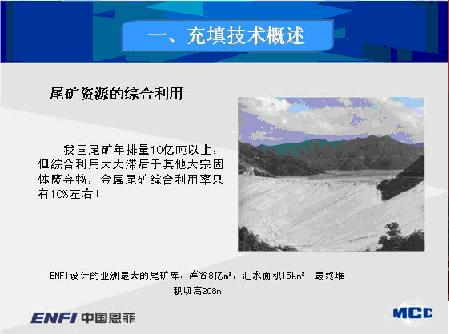 一、充填技术概述
尾矿资源的综合利用
我国尾矿年排量10亿吨以上,
但综合利用大大滞后于其他大宗固
体废弃物,金属尾矿综合利用率只
有10%左右!
ENFI设计的亚洲最大的尾矿库,库容8亿m³,汇水面积15km² 最终堆
积坝高208m
ENFI 中国恩菲
MCC